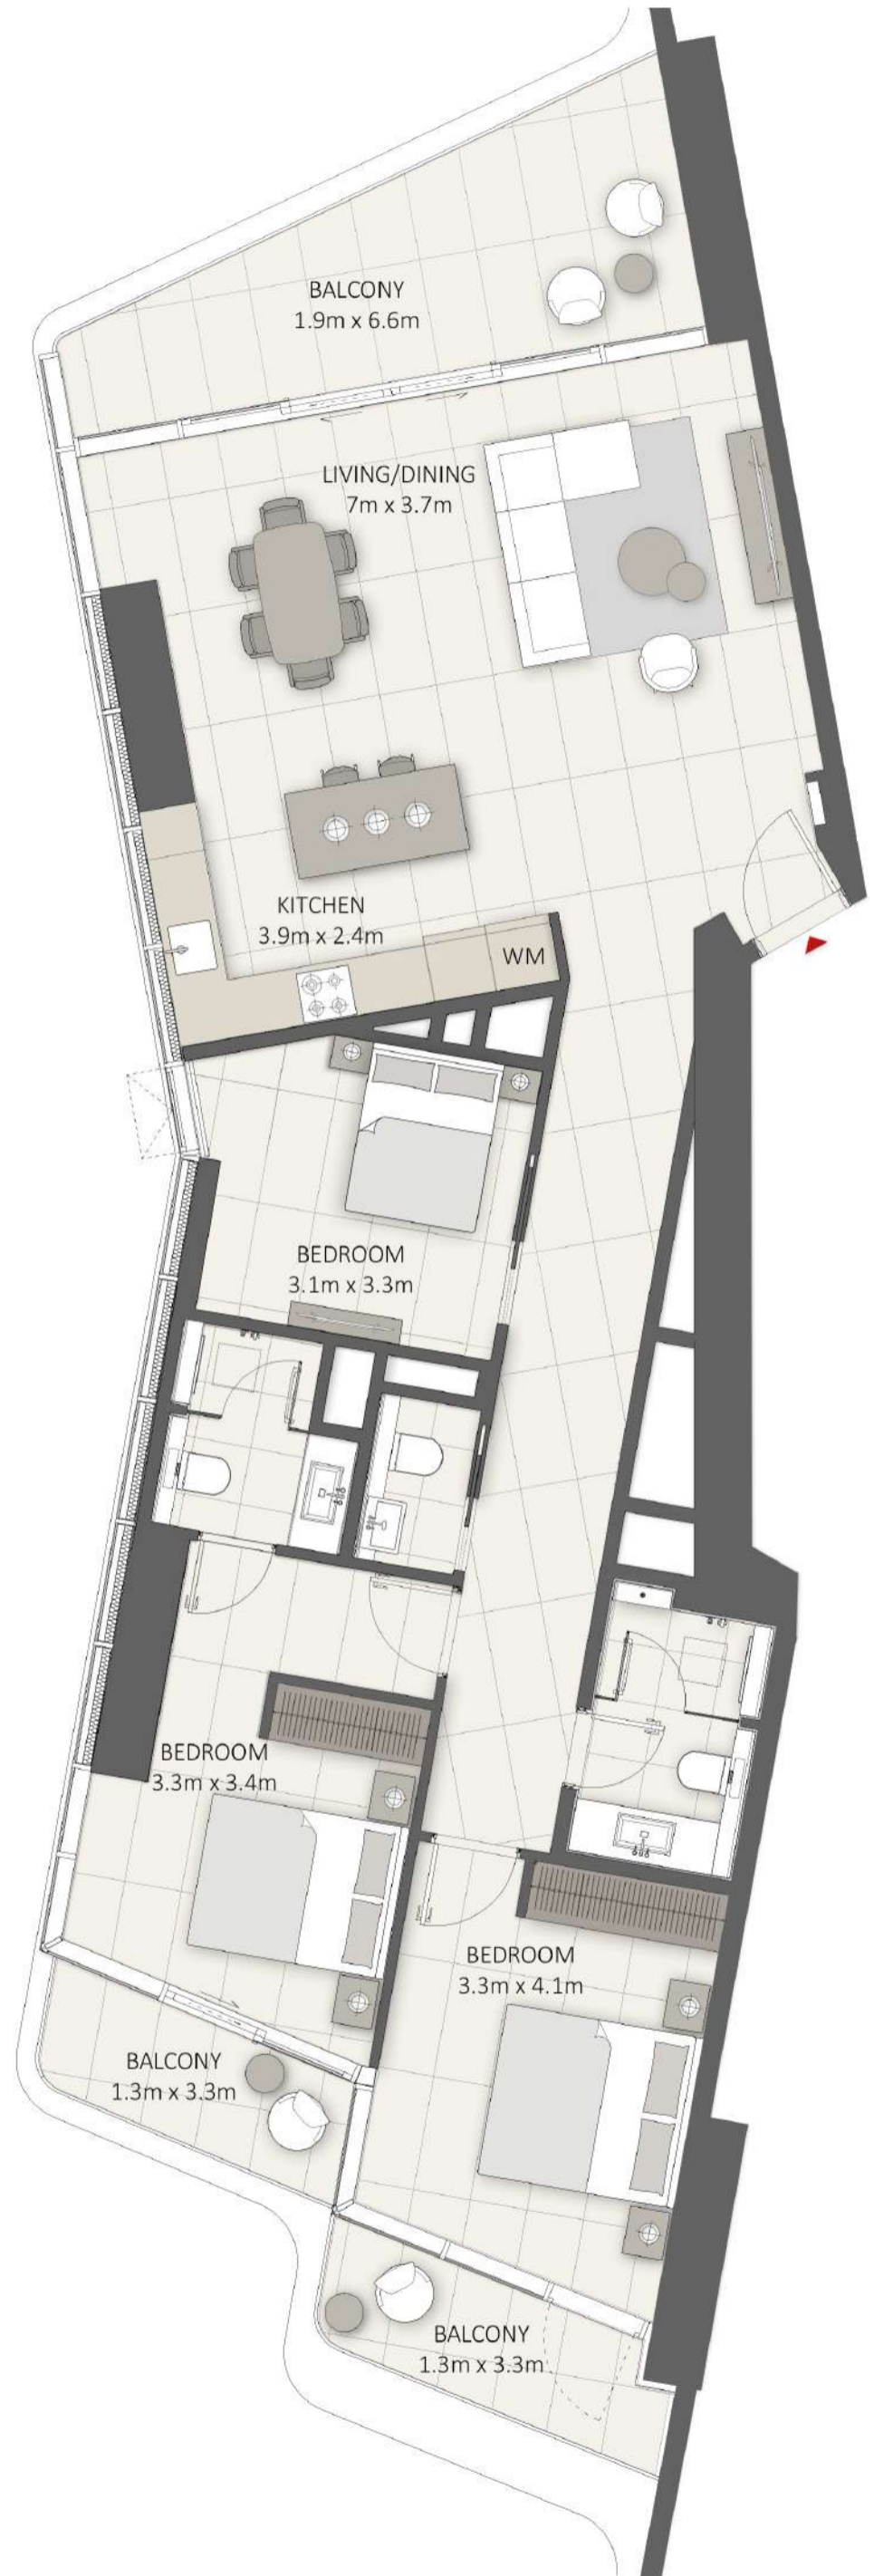 BALCONY
1.9m x 6.6m
LIVING/DINING
7m x 3.7m
KITCHEN
3.9m x 2.4m
WM
BEDROOM
3.1m x 3.3m
BEDROOM
3.3m x 3.4m
BEDROOM
3.3m x 4.1m
BALCONY
1.3m x 3.3m
BALCONY
1.3m x 3.3m